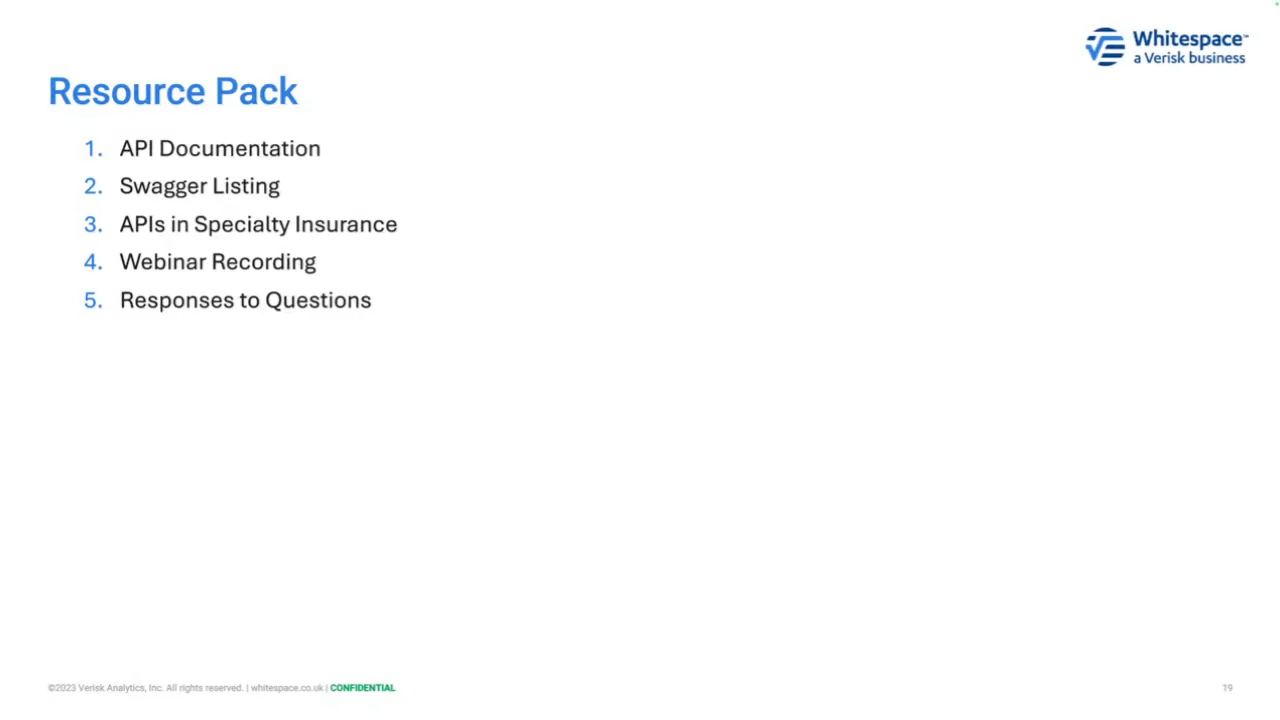 Whitespace™
a Verisk business
Resource Pack
1. API Documentation
2. Swagger Listing
3. APIs in Specialty Insurance
4. Webinar Recording
5. Responses to Questions
©2023 Verisk Analytics, Inc. All rights reserved. | whitespace.co.uk | CONFIDENTIAL
19